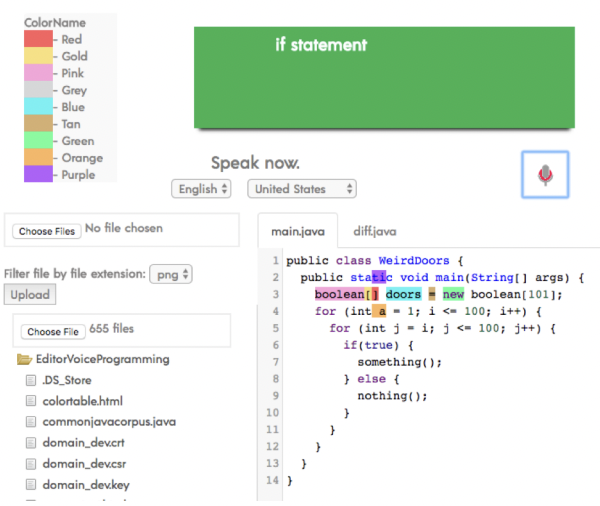 ColorName
- Red
- Gold
- Pink
- Grey
- Blue
- Tan
- Green
- Orange
- Purple
if statement
Speak now.
English
United States
Choose Files No file chosen
Filter file by file extension: png
Upload
Choose File 655 files
EditorVoiceProgramming
.DS_Store
colortable.html
commonjavacorpus.java
domain_dev.crt
domain_dev.csr
domain_dev.key
main.java diff.java
1 public class WeirdDoors {
2 public static void main(String[] args) {
3 boolean[] doors = new boolean[101];
4 for (int a = 1; i <= 100; i++) {
5 for (int j = i; j <= 100; j++) {
6 if(true) {
7 something();
8 } else {
9 nothing();
10 }
11 }
12 }
13 }
14 }